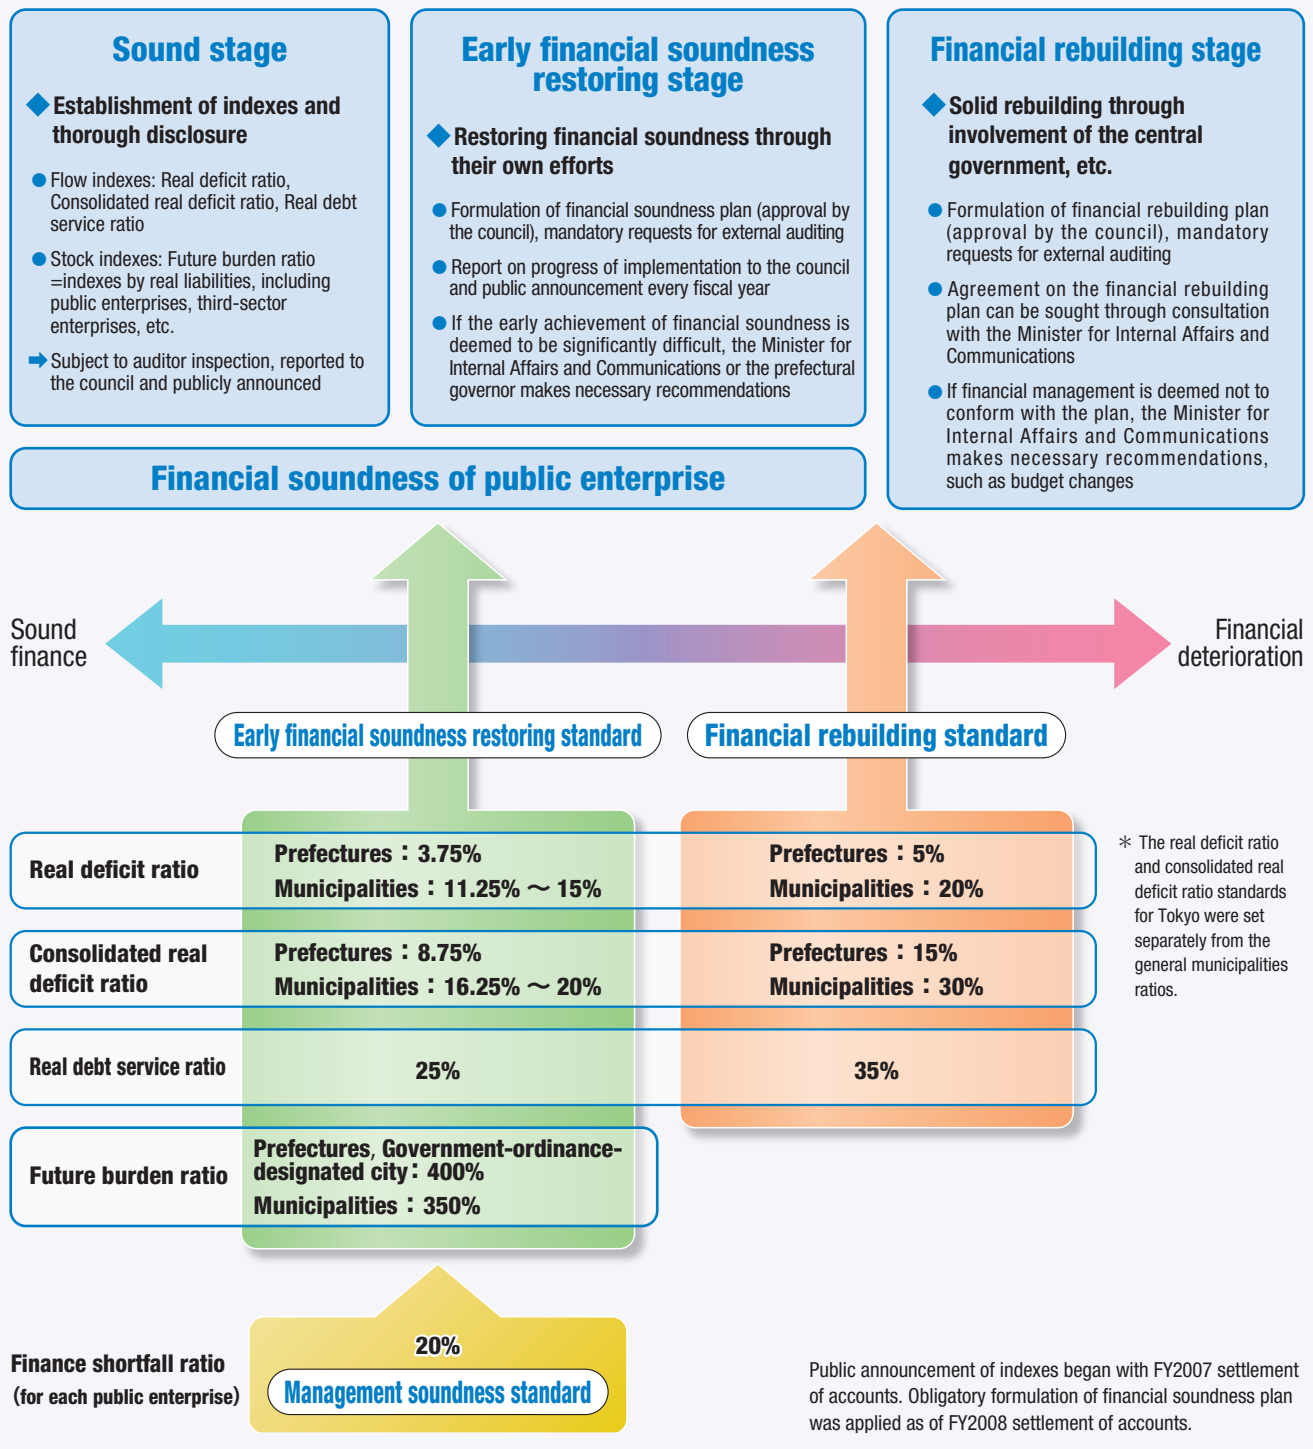 Sound stage
◆Establishment of indexes and
thorough disclosure
●Flow indexes: Real deficit ratio,
Consolidated real deficit ratio, Real debt
service ratio
●Stock indexes: Future burden ratio
=indexes by real liabilities, including
public enterprises, third-sector
enterprises, etc.
➡Subject to auditor inspection, reported to
the council and publicly announced
Early financial soundness
restoring stage
◆Restoring financial soundness through
their own efforts
●Formulation of financial soundness plan (approval by
the council), mandatory requests for external auditing
●Report on progress of implementation to the council
and public announcement every fiscal year
●If the early achievement of financial soundness is
deemed to be significantly difficult, the Minister for
Internal Affairs and Communications or the prefectural
governor makes necessary recommendations
Financial rebuilding stage
◆Solid rebuilding through
involvement of the central
government, etc.
●Formulation of financial rebuilding plan
(approval by the council), mandatory
requests for external auditing
●Agreement on the financial rebuilding
plan can be sought through consultation
with the Minister for Internal Affairs and
Communications
●If financial management is deemed not to
conform with the plan, the Minister for
Internal Affairs and Communications
makes necessary recommendations,
such as budget changes
Financial soundness of public enterprise
Sound
finance
Financial
deterioration
Early financial soundness restoring standard
Financial rebuilding standard
Real deficit ratio
Prefectures：3.75%
Municipalities：11.25% ～ 15%
Prefectures：5%
Municipalities：20%
Consolidated real
deficit ratio
Prefectures：8.75%
Municipalities：16.25% ～ 20%
Prefectures：15%
Municipalities：30%
Real debt service ratio
25%
35%
Future burden ratio
Prefectures, Government-ordinance-
designated city：400%
Municipalities：350%
＊ The real deficit ratio
and consolidated real
deficit ratio standards
for Tokyo were set
separately from the
general municipalities
ratios.
Finance shortfall ratio
(for each public enterprise)
20%
Management soundness standard
Public announcement of indexes began with FY2007 settlement
of accounts. Obligatory formulation of financial soundness plan
was applied as of FY2008 settlement of accounts.